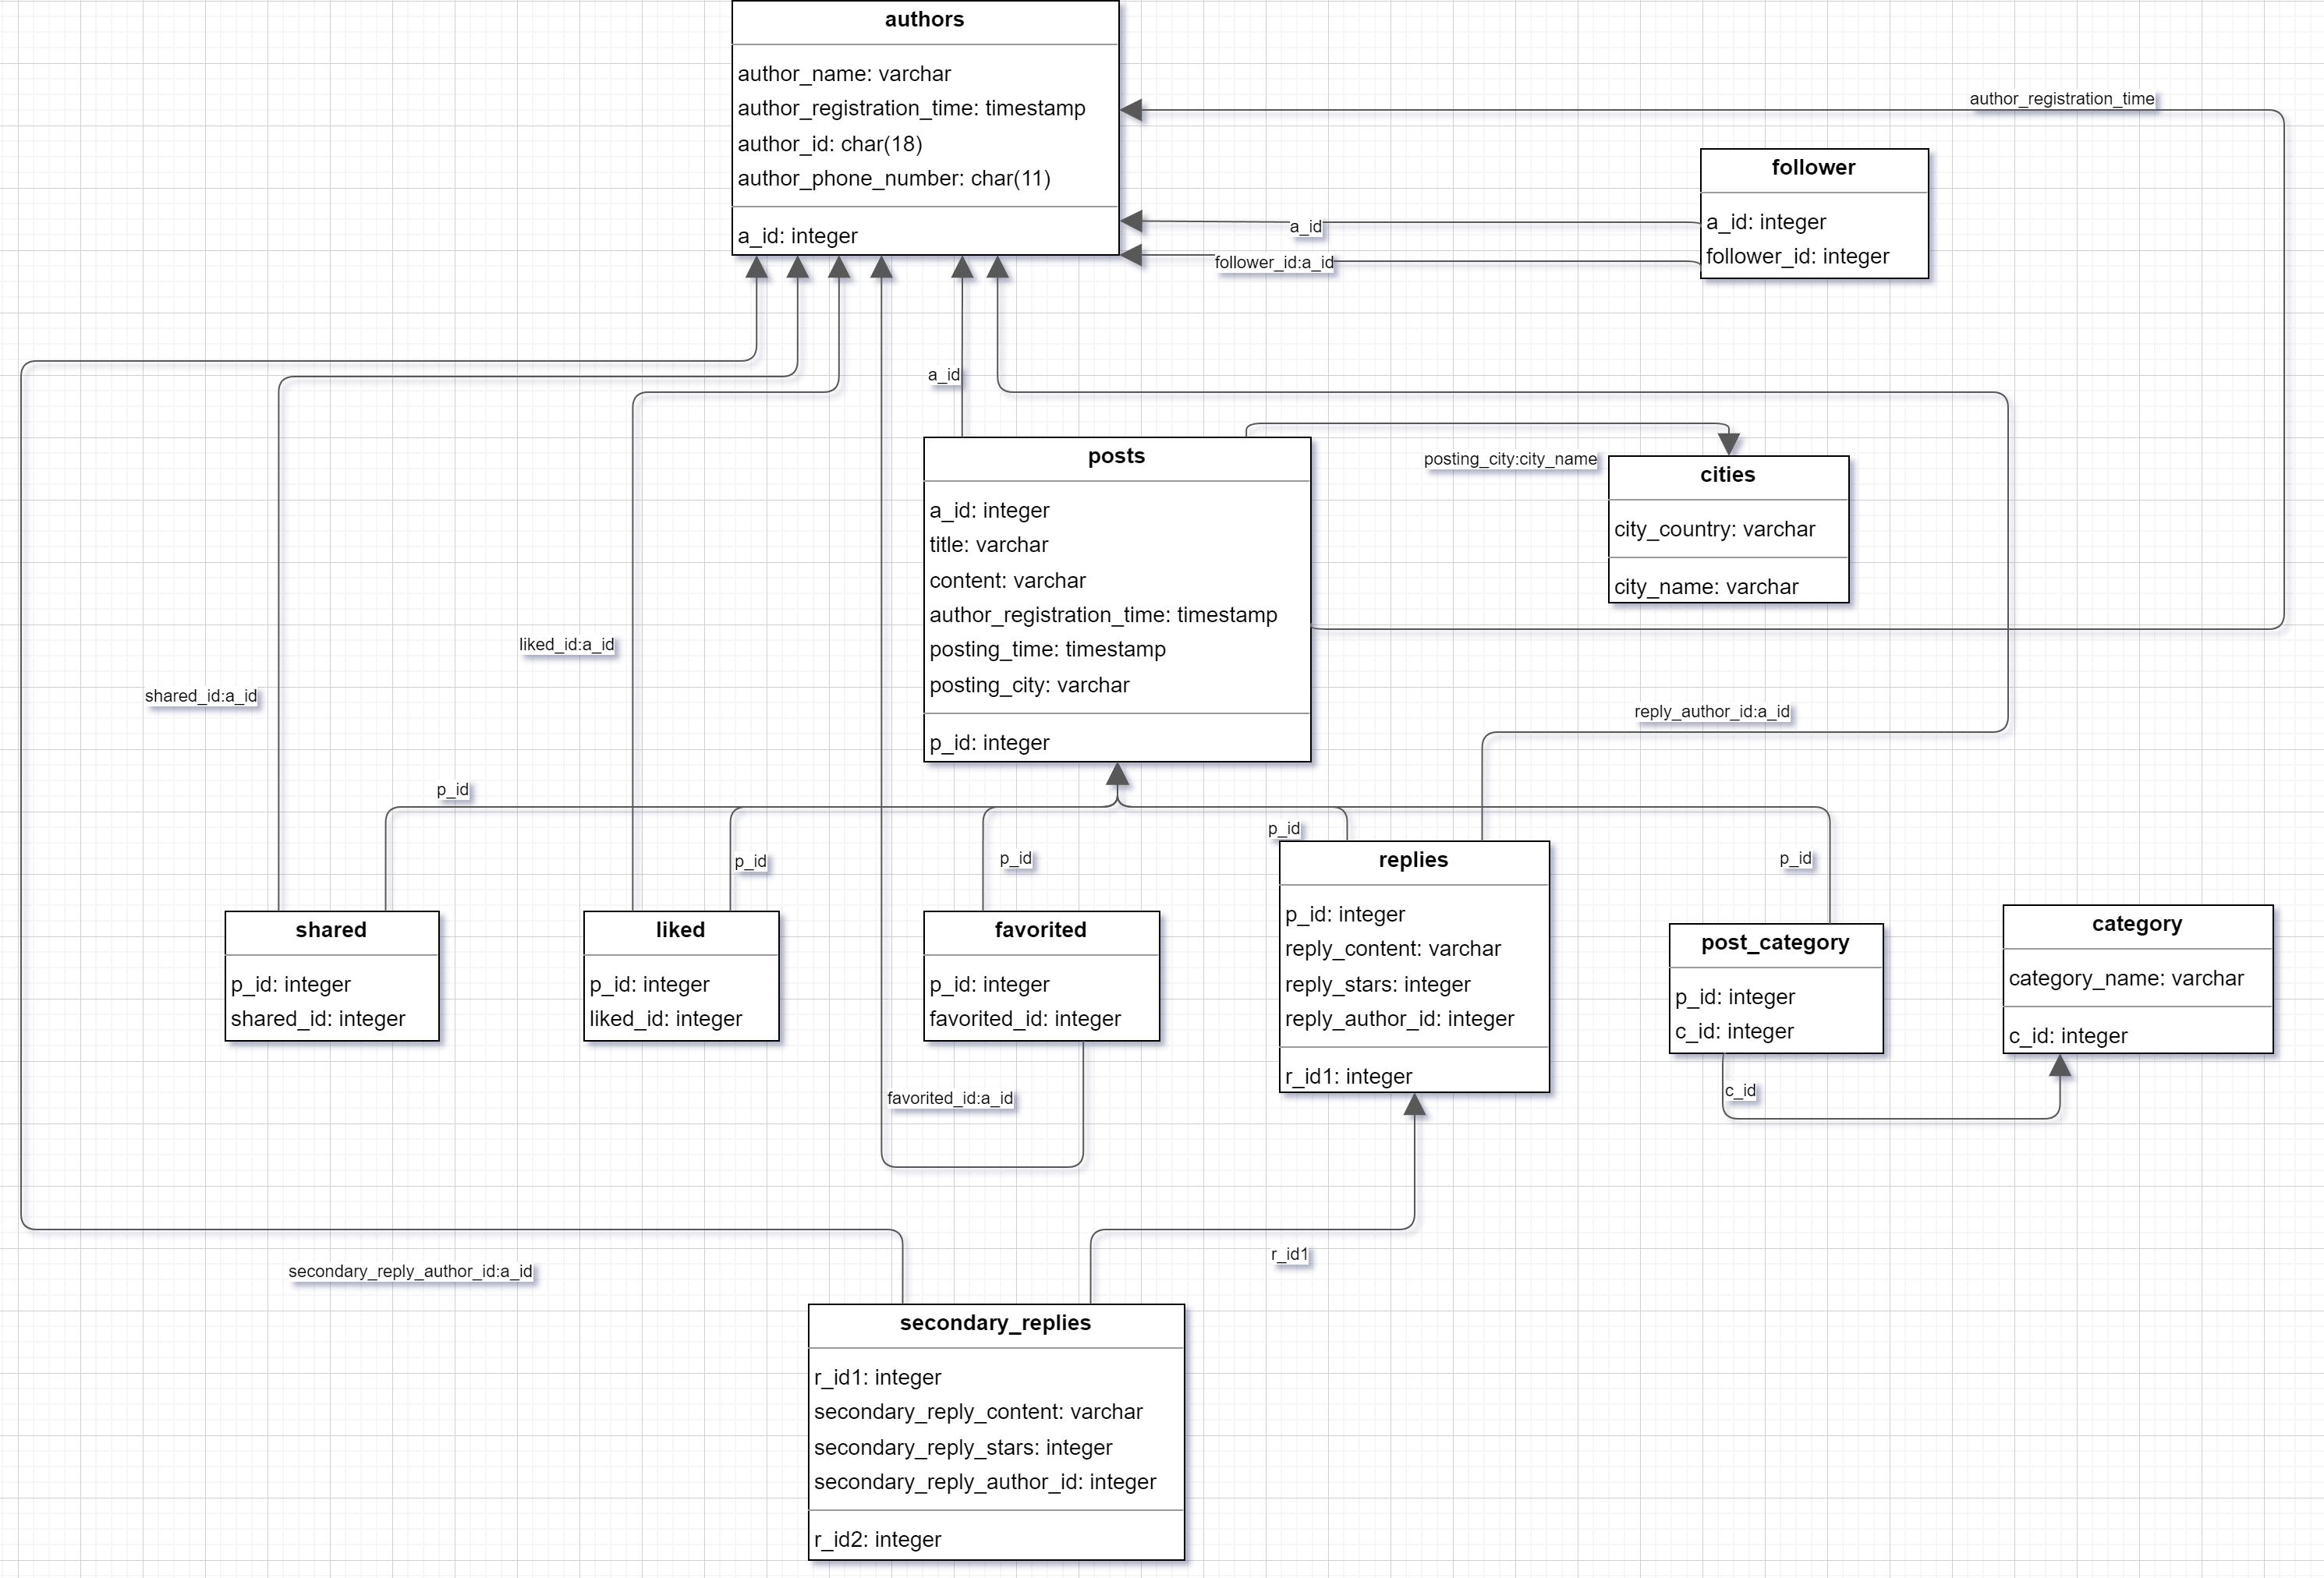 authors
author_name: varchar
author_registration_time: timestamp
author_id: char(18)
author_phone_number: char(11)
a_id: integer
author_registration_time
follower
a_id: integer
follower_id: integer
a_id
follower_id:a_id
a_id
posts
a_id: integer
title: varchar
content: varchar
author_registration_time: timestamp
posting_time: timestamp
posting_city: varchar
p_id: integer
posting_city:city_name
cities
city_country: varchar
city_name: varchar
liked_id:a_id
shared_id:a_id
reply_author_id:a_id
p_id
p_id
p_id
p_id
p_id
shared
p_id: integer
shared_id: integer
liked
p_id: integer
liked_id: integer
favorited
p_id: integer
favorited_id: integer
replies
p_id: integer
reply_content: varchar
reply_stars: integer
reply_author_id: integer
r_id1: integer
post_category
p_id: integer
c_id: integer
category
category_name: varchar
c_id: integer
c_id
favorited_id:a_id
r_id1
secondary_reply_author_id:a_id
secondary_replies
r_id1: integer
secondary_reply_content: varchar
secondary_reply_stars: integer
secondary_reply_author_id: integer
r_id2: integer